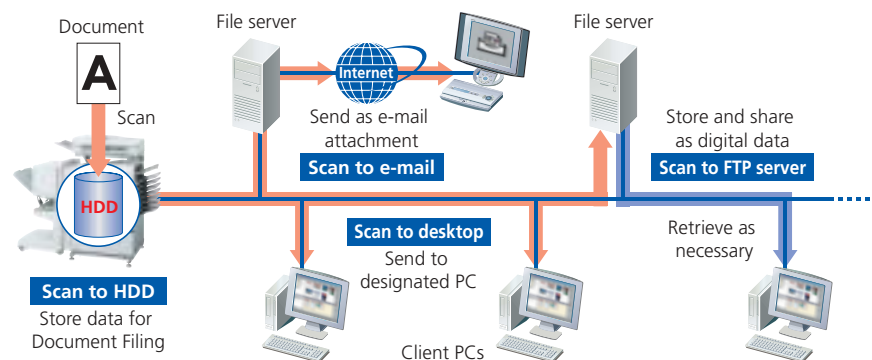 Document
A
Scan
HDD
Scan to HDD
Store data for
Document Filing
File server
Internet
Send as e-mail
attachment
Scan to e-mail
Scan to desktop
Send to
designated PC
Client PCs
File server
Store and share
as digital data
Scan to FTP server
Retrieve as
necessary